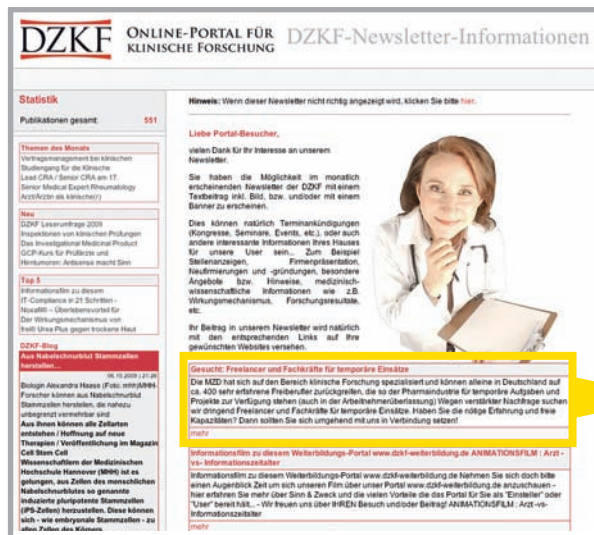 DZKF
ONLINE-PORTAL FÜR
KLINISCHE FORSCHUNG
DZKF-Newsletter-Informationen
Statistik
Publikationen gesamt: 551
Themen des Monats
Vertragsmanagement bei klinischen
Studiengang für die Klinische
Lead CRA / Senior CRA am 17.
Senior Medical Expert Rheumatology
Arzt/Ärztin als klinische(r)
Neu
DZKF Leserumfrage 2009
Inspektionen von klinischen Prüfungen
Das Investigational Medicinal Product
GCP-Kurs für Prüfärzte und
Hirntumoren: Antisense macht Sinn
Top 5
Informationsfilm zu diesem
IT-Compliance in 21 Schritten -
Noxafil® – Überlebensvorteil für
Der Wirkungsmechanismus von
frei® Urea Plus gegen trockene Haut
DZKF-Blog
Aus Nabelschnurblut Stammzellen
herstellen...
06.10.2009 | 21:26
Biologin Alexandra Haase (Foto: mhh)MHH-
Forscher können aus Nabelschnurblut
Stammzellen herstellen, die nahezu
unbegrenzt vermehrbar sind
Aus ihnen können alle Zellarten
entstehen / Hoffnung auf neue
Therapien / Veröffentlichung im Magazin
Cell Stem Cell
Wissenschaftlern der Medizinischen
Hochschule Hannover (MHH) ist es
gelungen, aus Zellen des menschlichen
Nabelschnurblutes so genannte
induzierte pluripotente Stammzellen
(iPS-Zellen) herzustellen. Diese können
sich - wie embryonale Stammzellen - zu
allen Zellen des Körpers
Hinweis: Wenn dieser Newsletter nicht richtig angezeigt wird, klicken Sie bitte hier.
Liebe Portal-Besucher,
vielen Dank für Ihr Interesse an unserem
Newsletter.
Sie haben die Möglichkeit im monatlich
erscheinenden Newsletter der DZKF mit einem
Textbeitrag inkl. Bild, bzw. und/oder mit einem
Banner zu erscheinen.
Dies können natürlich Terminankündigungen
(Kongresse, Seminare, Events, etc.), oder auch
andere interessante Informationen Ihres Hauses
für unsere User sein... Zum Beispiel
Stellenanzeigen, Firmenpräsentation,
Neufirmierungen und -gründungen, besondere
Angebote bzw. Hinweise, medizinisch-
wissenschaftliche Informationen wie z.B.
Wirkungsmechanismus, Forschungsresultate,
etc.
Ihr Beitrag in unserem Newsletter wird natürlich
mit den entsprechenden Links auf Ihre
gewünschten Websites versehen.
Gesucht: Freelancer und Fachkräfte für temporäre Einsätze
Die MZD hat sich auf den Bereich klinische Forschung spezialisiert und können alleine in Deutschland auf
ca. 400 sehr erfahrene Freiberufler zurückgreifen, die so der Pharmaindustrie für temporäre Aufgaben und
Projekte zur Verfügung stehen (auch in der Arbeitnehmerüberlassung) Wegen verstärkter Nachfrage suchen
wir dringend Freelancer und Fachkräfte für temporäre Einsätze. Haben Sie die nötige Erfahrung und freie
Kapazitäten? Dann sollten Sie sich umgehend mit uns in Verbindung setzen!
mehr
Informationsfilm zu diesem Weiterbildungs-Portal www.dzkf-weiterbildung.de ANIMATIONSFILM : Arzt -
vs- Informationszeitalter
Informationsfilm zu diesem Weiterbildungs-Portal www.dzkf-weiterbildung.de Nehmen Sie sich doch bitte
einen Augenblick Zeit um sich unseren Film über unser Portal www.dzkf-weiterbildung.de anzuschauen -
hier erfahren Sie mehr über Sinn & Zweck und die vielen Vorteile die das Portal für Sie als "Einsteller" oder
"User" bereit hält... - Wir freuen uns über IHREN Besuch und/oder Beitrag! ANIMATIONSFILM : Arzt -vs-
Informationszeitalter
mehr